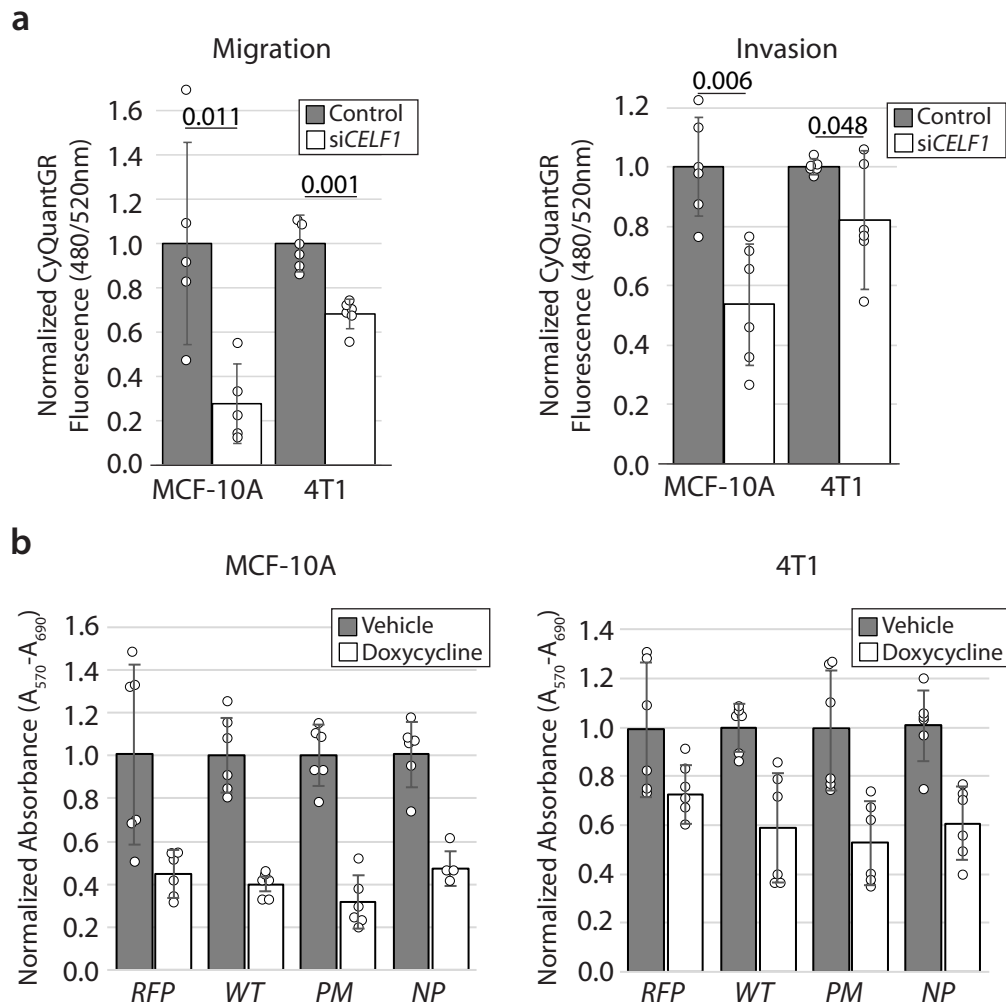 a
Migration
Normalized CyQuantGR
Fluorescence (480/520nm)
1.6
1.4
1.2
1.0
0.8
0.6
0.4
0.2
0.0
0.011
0.001
Control
siCELF1
MCF-10A 4T1
Invasion
Normalized CyQuantGR
Fluorescence (480/520nm)
1.2
1.0
0.8
0.6
0.4
0.2
0.0
0.006
0.048
Control
siCELF1
MCF-10A 4T1
b
MCF-10A
Normalized Absorbance (A570-A690)
1.6
1.4
1.2
1.0
0.8
0.6
0.4
0.2
0.0
Vehicle
Doxycycline
RFP WT PM NP
4T1
Normalized Absorbance (A570-A690)
1.4
1.2
1.0
0.8
0.6
0.4
0.2
0.0
Vehicle
Doxycycline
RFP WT PM NP